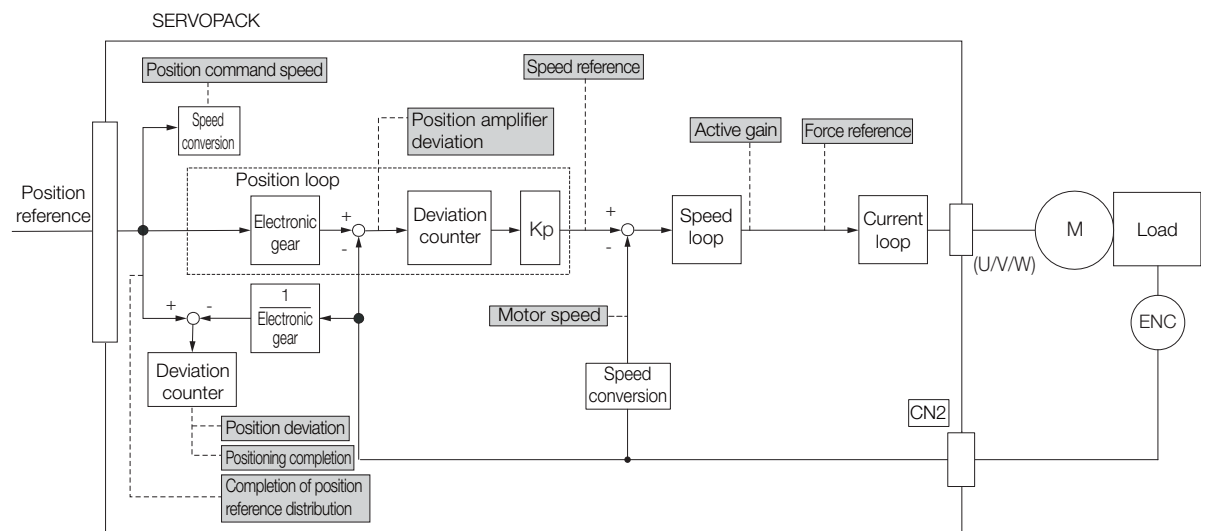 SERVOPACK
Position command speed
Speed reference
Speed
conversion
Position amplifier
deviation
Active gain
Force reference
Position loop
Position
reference
Electronic
gear
+
-
Deviation
counter
Kp
+
-
Speed
loop
Current
loop
(U/V/W)
M
Load
ENC
+
-
1
Electronic
gear
Motor speed
Deviation
counter
Speed
conversion
CN2
Position deviation
Positioning completion
Completion of position
reference distribution